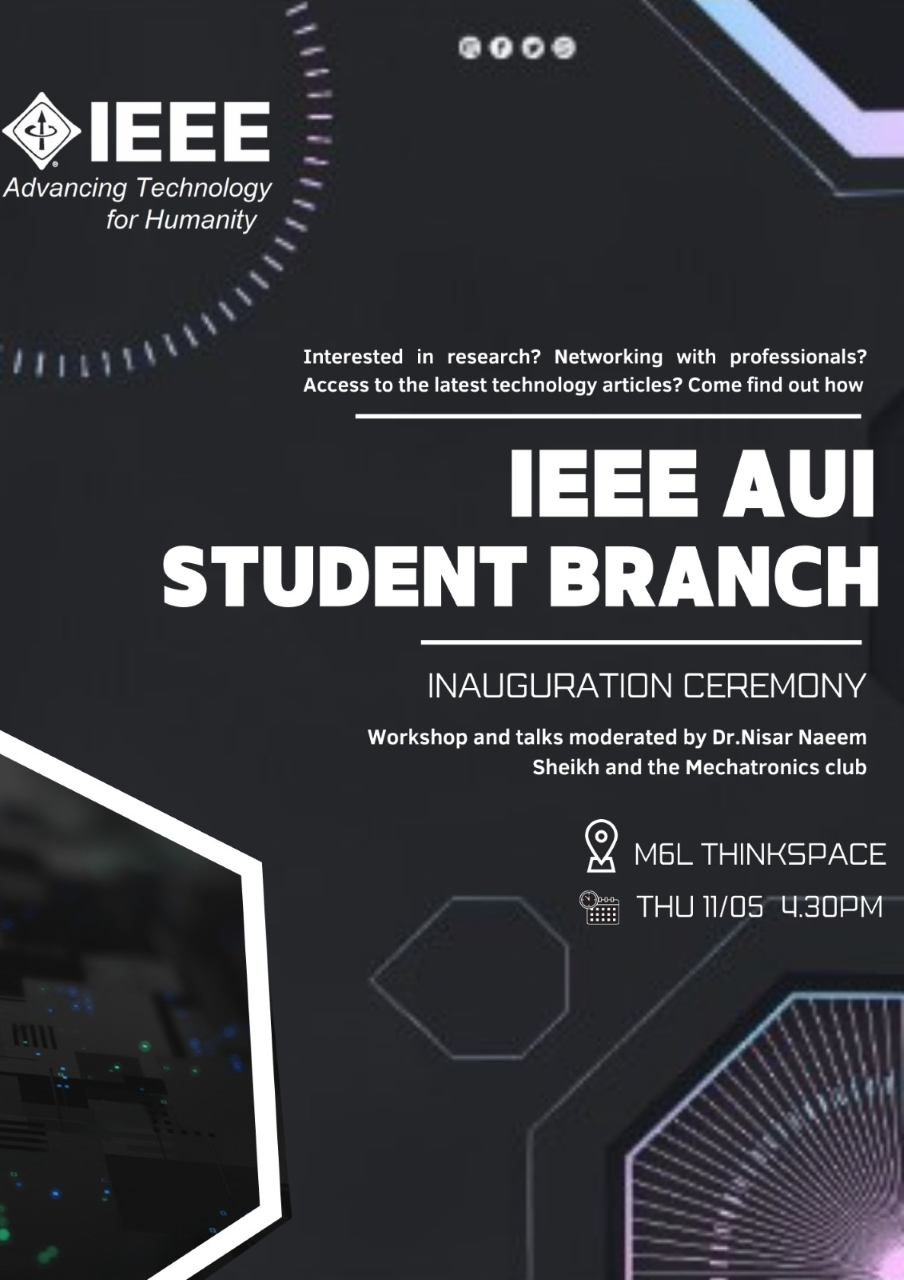 IEEE
Advancing Technology
for Humanity
Interested in research? Networking with professionals?
Access to the latest technology articles? Come find out how
IEEE AUI
STUDENT BRANCH
INAUGURATION CEREMONY
Workshop and talks moderated by Dr.Nisar Naeem
Sheikh and the Mechatronics club
M6L THINKSPACE
THU 11/05 4.30PM